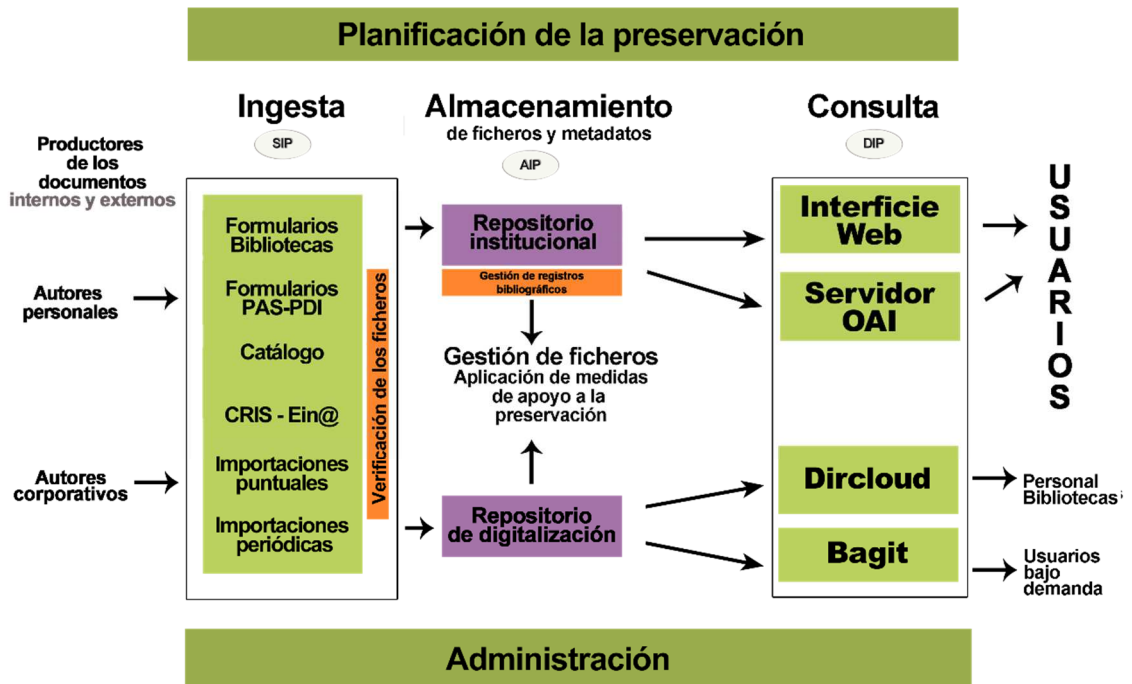 Planificación de la preservación
Ingesta
SIP
Almacenamiento
de ficheros y metadatos
AIP
Consulta
DIP
Productores
de los
documentos
internos y externos
Autores
personales
Autores
corporativos
Formularios
Bibliotecas
Formularios
PAS-PDI
Catálogo
CRIS - Ein@
Importaciones
puntuales
Importaciones
periódicas
Verificación de los ficheros
Repositorio
institucional
Gestión de registros
bibliográficos
Gestión de ficheros
Aplicación de medidas
de apoyo a la
preservación
Repositorio
de digitalización
Interficie
Web
Servidor
OAI
Dircloud
Bagit
USUARIOS
Personal
Bibliotecas
Usuarios
bajo
demanda
Administración